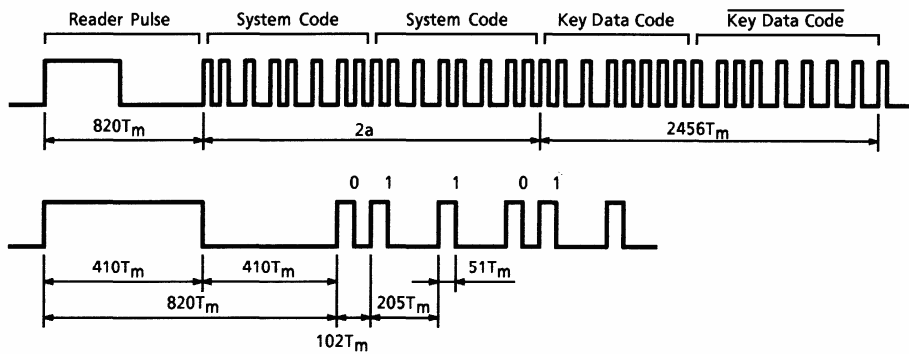 Reader Pulse System Code System Code Key Data Code Key Data Code
820Tm 2a 2456Tm
0 1 1 0 1
410Tm 410Tm 51Tm
820Tm 205Tm
102Tm